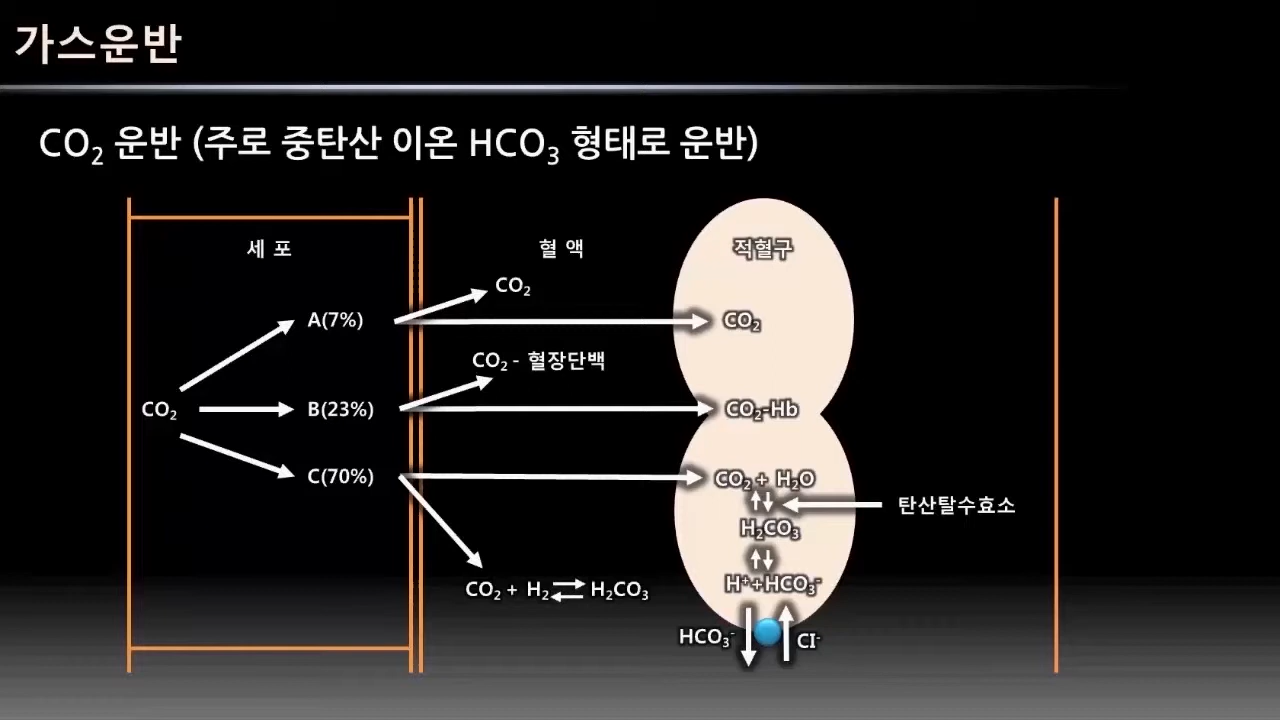 가스운반
CO₂ 운반 (주로 중탄산 이온 HCO₃ 형태로 운반)
세 포
혈 액
적혈구
CO₂
A(7%)
CO₂
CO₂ - 혈장단백
CO₂
B(23%)
CO₂-Hb
C(70%)
CO₂ + H₂O
탄산탈수효소
H₂CO₃
CO₂ + H₂ ⇄ H₂CO₃
H⁺+HCO₃⁻
HCO₃⁻
CI⁻